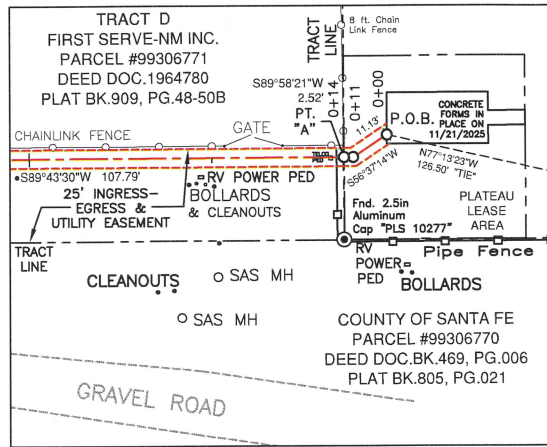 TRACT D
FIRST SERVE-NM INC.
PARCEL #99306771
DEED DOC.1964780
PLAT BK.909, PG.48-50B
TRACT
LINE
8 ft. Chain
Link Fence
S89°58'21"W
2.52'
PT.
"A"
0+14
0+11
0+00
11.13'
P.O.B.
CONCRETE
FORMS IN
PLACE ON
11/21/2025
CHAINLINK FENCE
GATE
S56°37'14"W
N77°13'23"W
126.50' "TIE"
S89°43'30"W 107.79'
RV POWER PED
BOLLARDS
& CLEANOUTS
25' INGRESS-
EGRESS &
UTILITY EASEMENT
Fnd. 2.5in
Aluminum
Cap "PLS 10277"
PLATEAU
LEASE
AREA
TRACT
LINE
RV
POWER
PED
Pipe Fence
CLEANOUTS
SAS MH
BOLLARDS
SAS MH
COUNTY OF SANTA FE
PARCEL #99306770
DEED DOC.BK.469, PG.006
PLAT BK.805, PG.021
GRAVEL ROAD